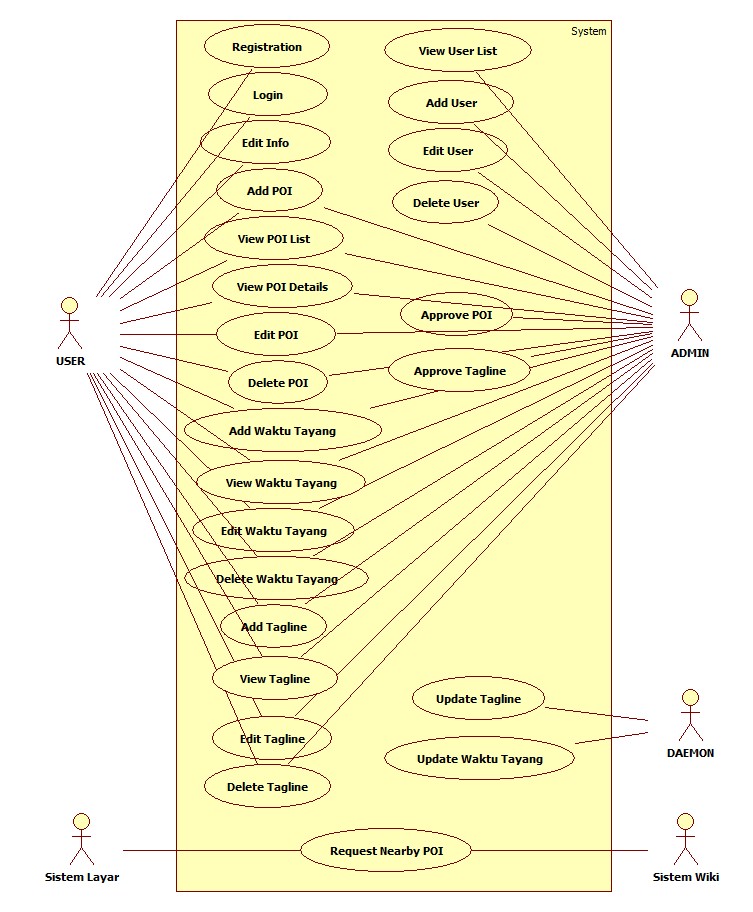 System
Registration
View User List
Login
Add User
Edit Info
Edit User
Add POI
Delete User
View POI List
View POI Details
Approve POI
Edit POI
USER
ADMIN
Approve Tagline
Delete POI
Add Waktu Tayang
View Waktu Tayang
Edit Waktu Tayang
Delete Waktu Tayang
Add Tagline
View Tagline
Update Tagline
Edit Tagline
DAEMON
Update Waktu Tayang
Delete Tagline
Request Nearby POI
Sistem Layar
Sistem Wiki